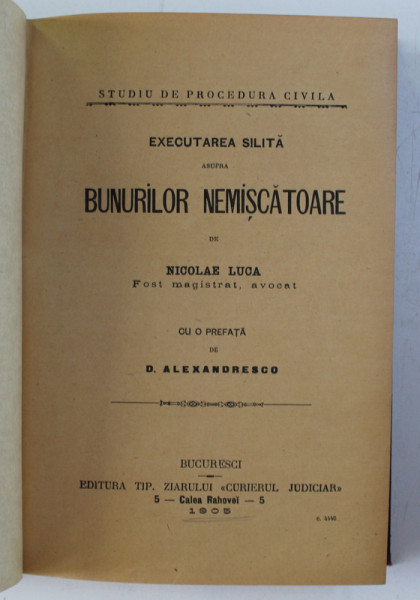 STUDIU DE PROCEDURA CIVILA
EXECUTAREA SILITĂ
ASUPRA
BUNURILOR NEMIȘCĂTOARE
DE
NICOLAE LUCA
Fost magistrat, avocat
CU O PREFAȚĂ
DE
D. ALEXANDRESCO
BUCURESCI
EDITURA TIP. ZIARULUI «CURIERUL JUDICIAR»
5 — Calea Rahovei — 5
1905